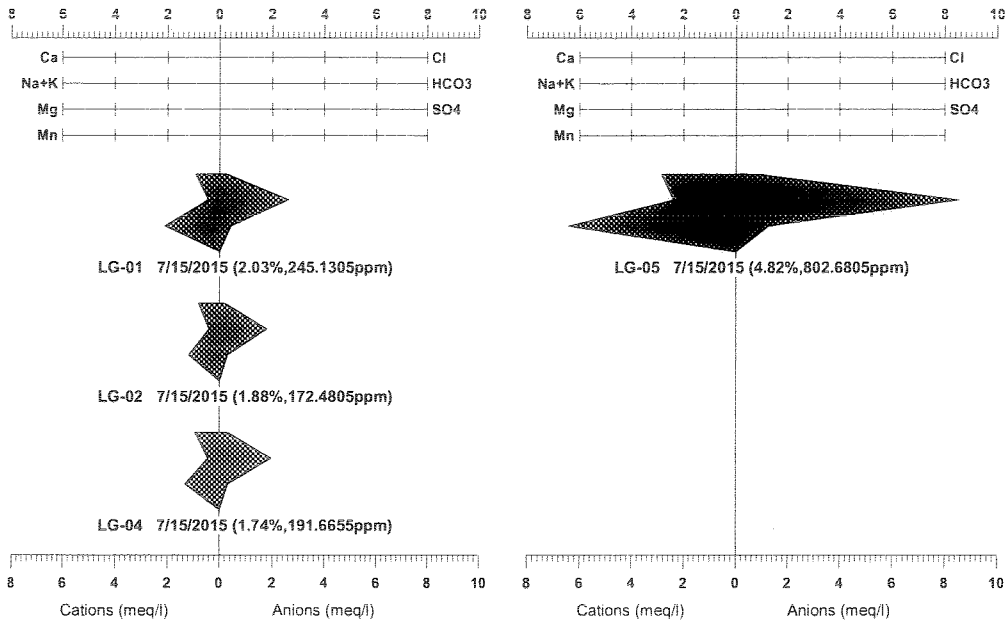 8 6 4 2 0 2 4 6 8 10
Ca Cl
Na+K HCO3
Mg SO4
Mn
LG-01 7/15/2015 (2.03%,245.1305ppm)
LG-02 7/15/2015 (1.88%,172.4805ppm)
LG-04 7/15/2015 (1.74%,191.6655ppm)
8 6 4 2 0 2 4 6 8 10
Cations (meq/l) Anions (meq/l)
8 6 4 2 0 2 4 6 8 10
Ca Cl
Na+K HCO3
Mg SO4
Mn
LG-05 7/15/2015 (4.82%,802.6805ppm)
8 6 4 2 0 2 4 6 8 10
Cations (meq/l) Anions (meq/l)